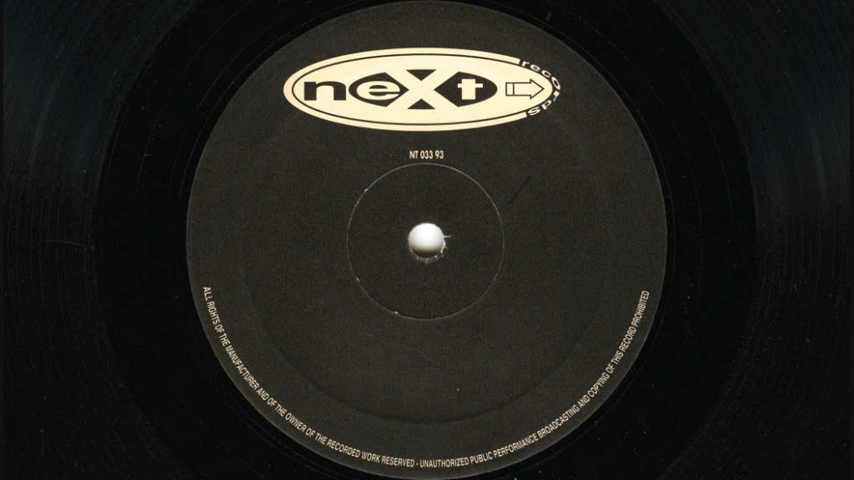 neXt
records
NT 033 93
ALL RIGHTS OF THE MANUFACTURER AND OF THE OWNER OF THE RECORDED WORK RESERVED - UNAUTHORIZED PUBLIC PERFORMANCE BROADCASTING AND COPYING OF THIS RECORD PROHIBITED